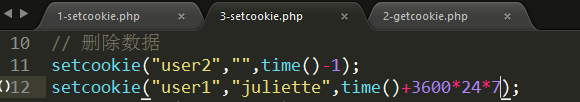 1-setcookie.php × 3-setcookie.php × 2-getcookie.php ×
10 // 删除数据
11 setcookie("user2","",time()-1);
12 setcookie("user1","juliette",time()+3600*24*7);